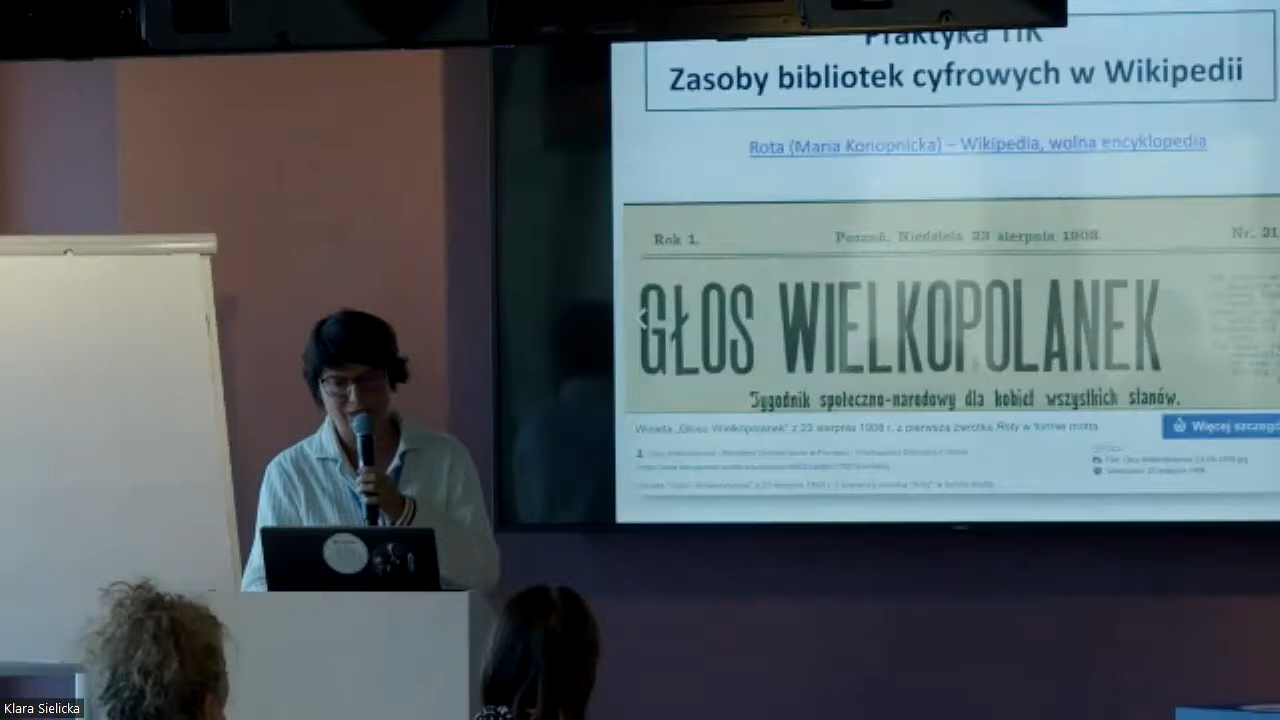 Praktyka TIK
Zasoby bibliotek cyfrowych w Wikipedii
Rota (Maria Konopnicka) – Wikipedia, wolna encyklopedia
Rok 1. Poznań, Niedziela 23 sierpnia 1908. Nr. 21
GŁOS WIELKOPOLANEK
Tygodnik społeczno-narodowy dla kobiet wszystkich stanów.
Winieta „Głosu Wielkopolanek” z 23 sierpnia 1908 r. z pierwszą zwrotką Roty w formie motta
Więcej szczegó
Klara Sielicka